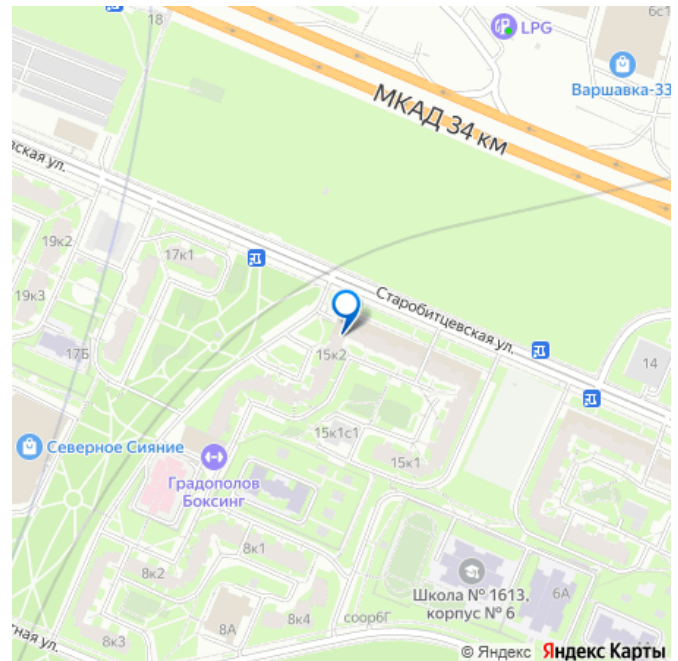 18
LPG
6с1
Варшавка-33
МКАД 34 км
вская ул.
19к2
17к1
19к3
Старобитцевская ул.
17Б
15к2
14
15к1с1
Северное Сияние
15к1
Градополов
Боксинг
8к1
8к2
Школа № 1613,
корпус № 6
6А
8к4
8А
соорбГ
8к3
тная ул.
© Яндекс Яндекс Карты